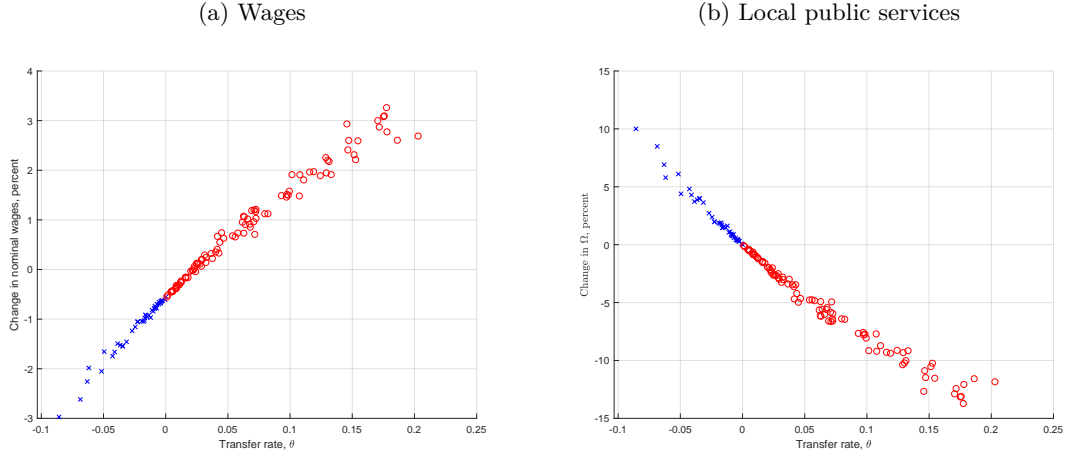 (a) Wages
(b) Local public services
Change in nominal wages, percent
4
3
2
1
0
-1
-2
-3
-0.1 -0.05 0 0.05 0.1 0.15 0.2 0.25
Transfer rate, θ
Change in Ω, percent
15
10
5
0
-5
-10
-15
-0.1 -0.05 0 0.05 0.1 0.15 0.2 0.25
Transfer rate, θ